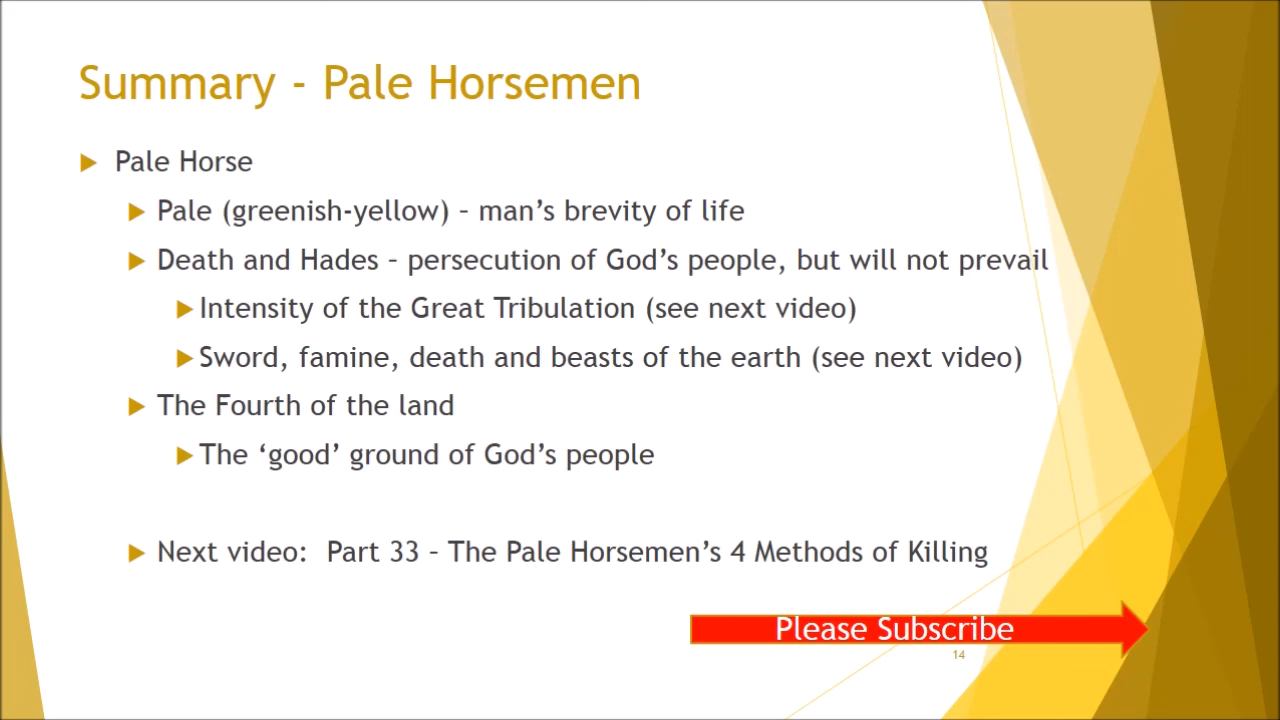 Summary - Pale Horsemen
Pale Horse
Pale (greenish-yellow) – man’s brevity of life
Death and Hades – persecution of God’s people, but will not prevail
Intensity of the Great Tribulation (see next video)
Sword, famine, death and beasts of the earth (see next video)
The Fourth of the land
The ‘good’ ground of God’s people
Next video:  Part 33 – The Pale Horsemen’s 4 Methods of Killing
Please Subscribe
14